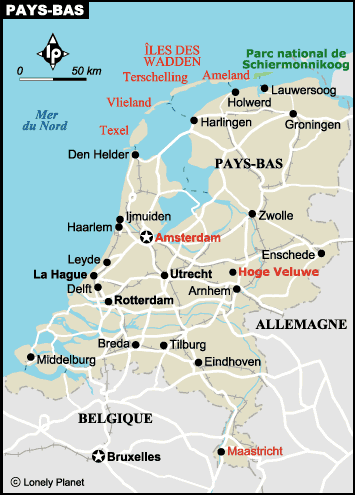 PAYS-BAS
lp
0 50 km
ÎLES DES
WADDEN
Parc national de
Schiermonnikoog
Terschelling
Ameland
Vlieland
Holwerd
Lauwersoog
Mer
du Nord
Texel
Harlingen
Groningen
Den Helder
PAYS-BAS
Ijmuiden
Zwolle
Haarlem
Amsterdam
Enschede
Leyde
La Hague
Utrecht
Hoge Veluwe
Delft
Arnhem
Rotterdam
ALLEMAGNE
Breda
Tilburg
Middelburg
Eindhoven
BELGIQUE
Bruxelles
Maastricht
© Lonely Planet